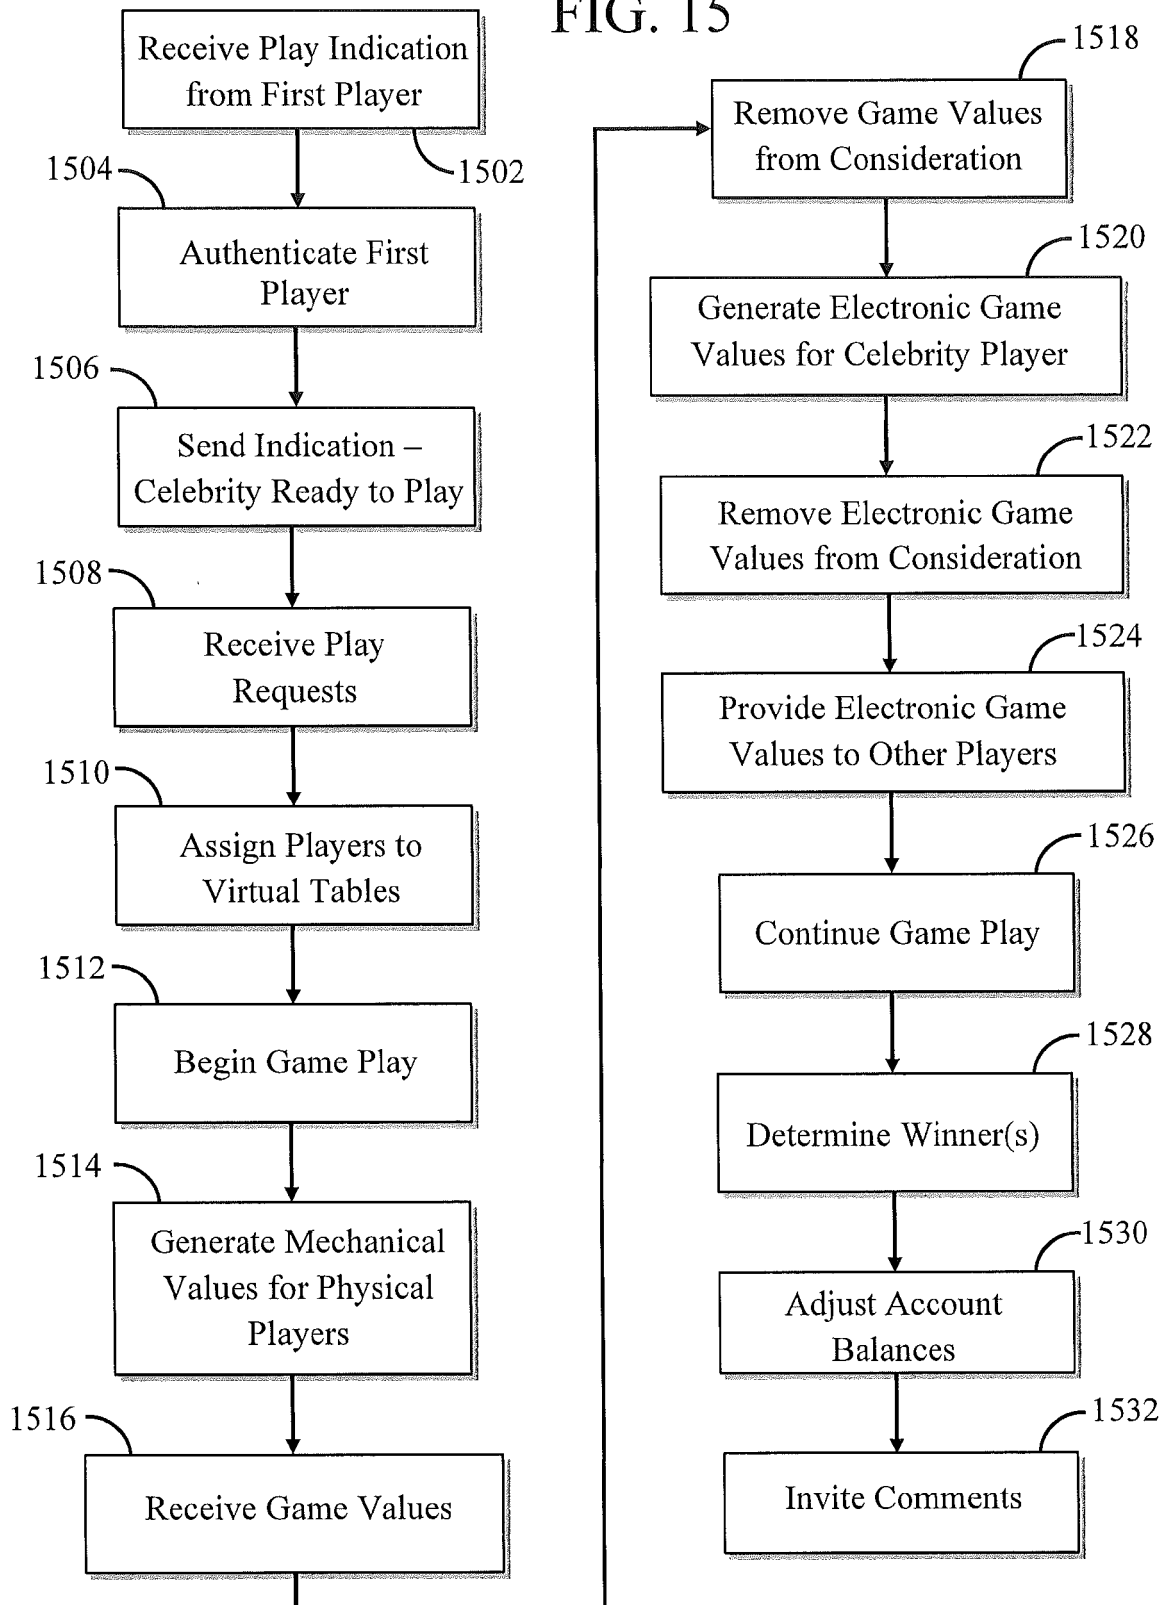 FIG. 15
Receive Play Indication
from First Player
1502
1504
Authenticate First
Player
1506
Send Indication –
Celebrity Ready to Play
1508
Receive Play
Requests
1510
Assign Players to
Virtual Tables
1512
Begin Game Play
1514
Generate Mechanical
Values for Physical
Players
1516
Receive Game Values
1518
Remove Game Values
from Consideration
1520
Generate Electronic Game
Values for Celebrity Player
1522
Remove Electronic Game
Values from Consideration
1524
Provide Electronic Game
Values to Other Players
1526
Continue Game Play
1528
Determine Winner(s)
1530
Adjust Account
Balances
1532
Invite Comments